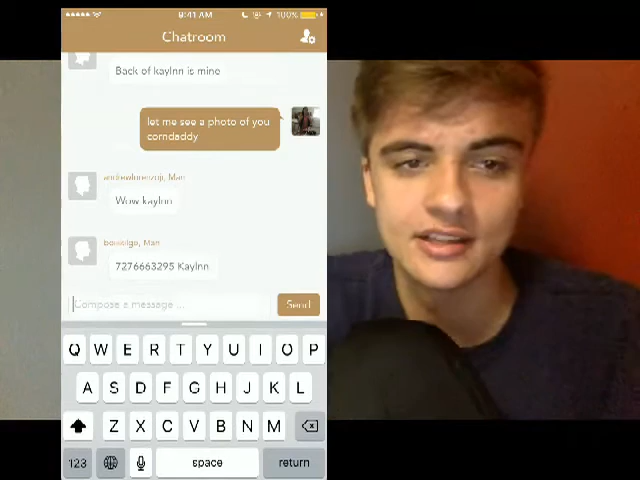 9:41 AM
100%
Chatroom
Back of kaylnn is mine
let me see a photo of you
corndaddy
Man
Wow kaylnn
Man
7276663295 Kaylnn
Compose a message ...
Send
Q W E R T Y U I O P
A S D F G H J K L
Z X C V B N M
123
space
return